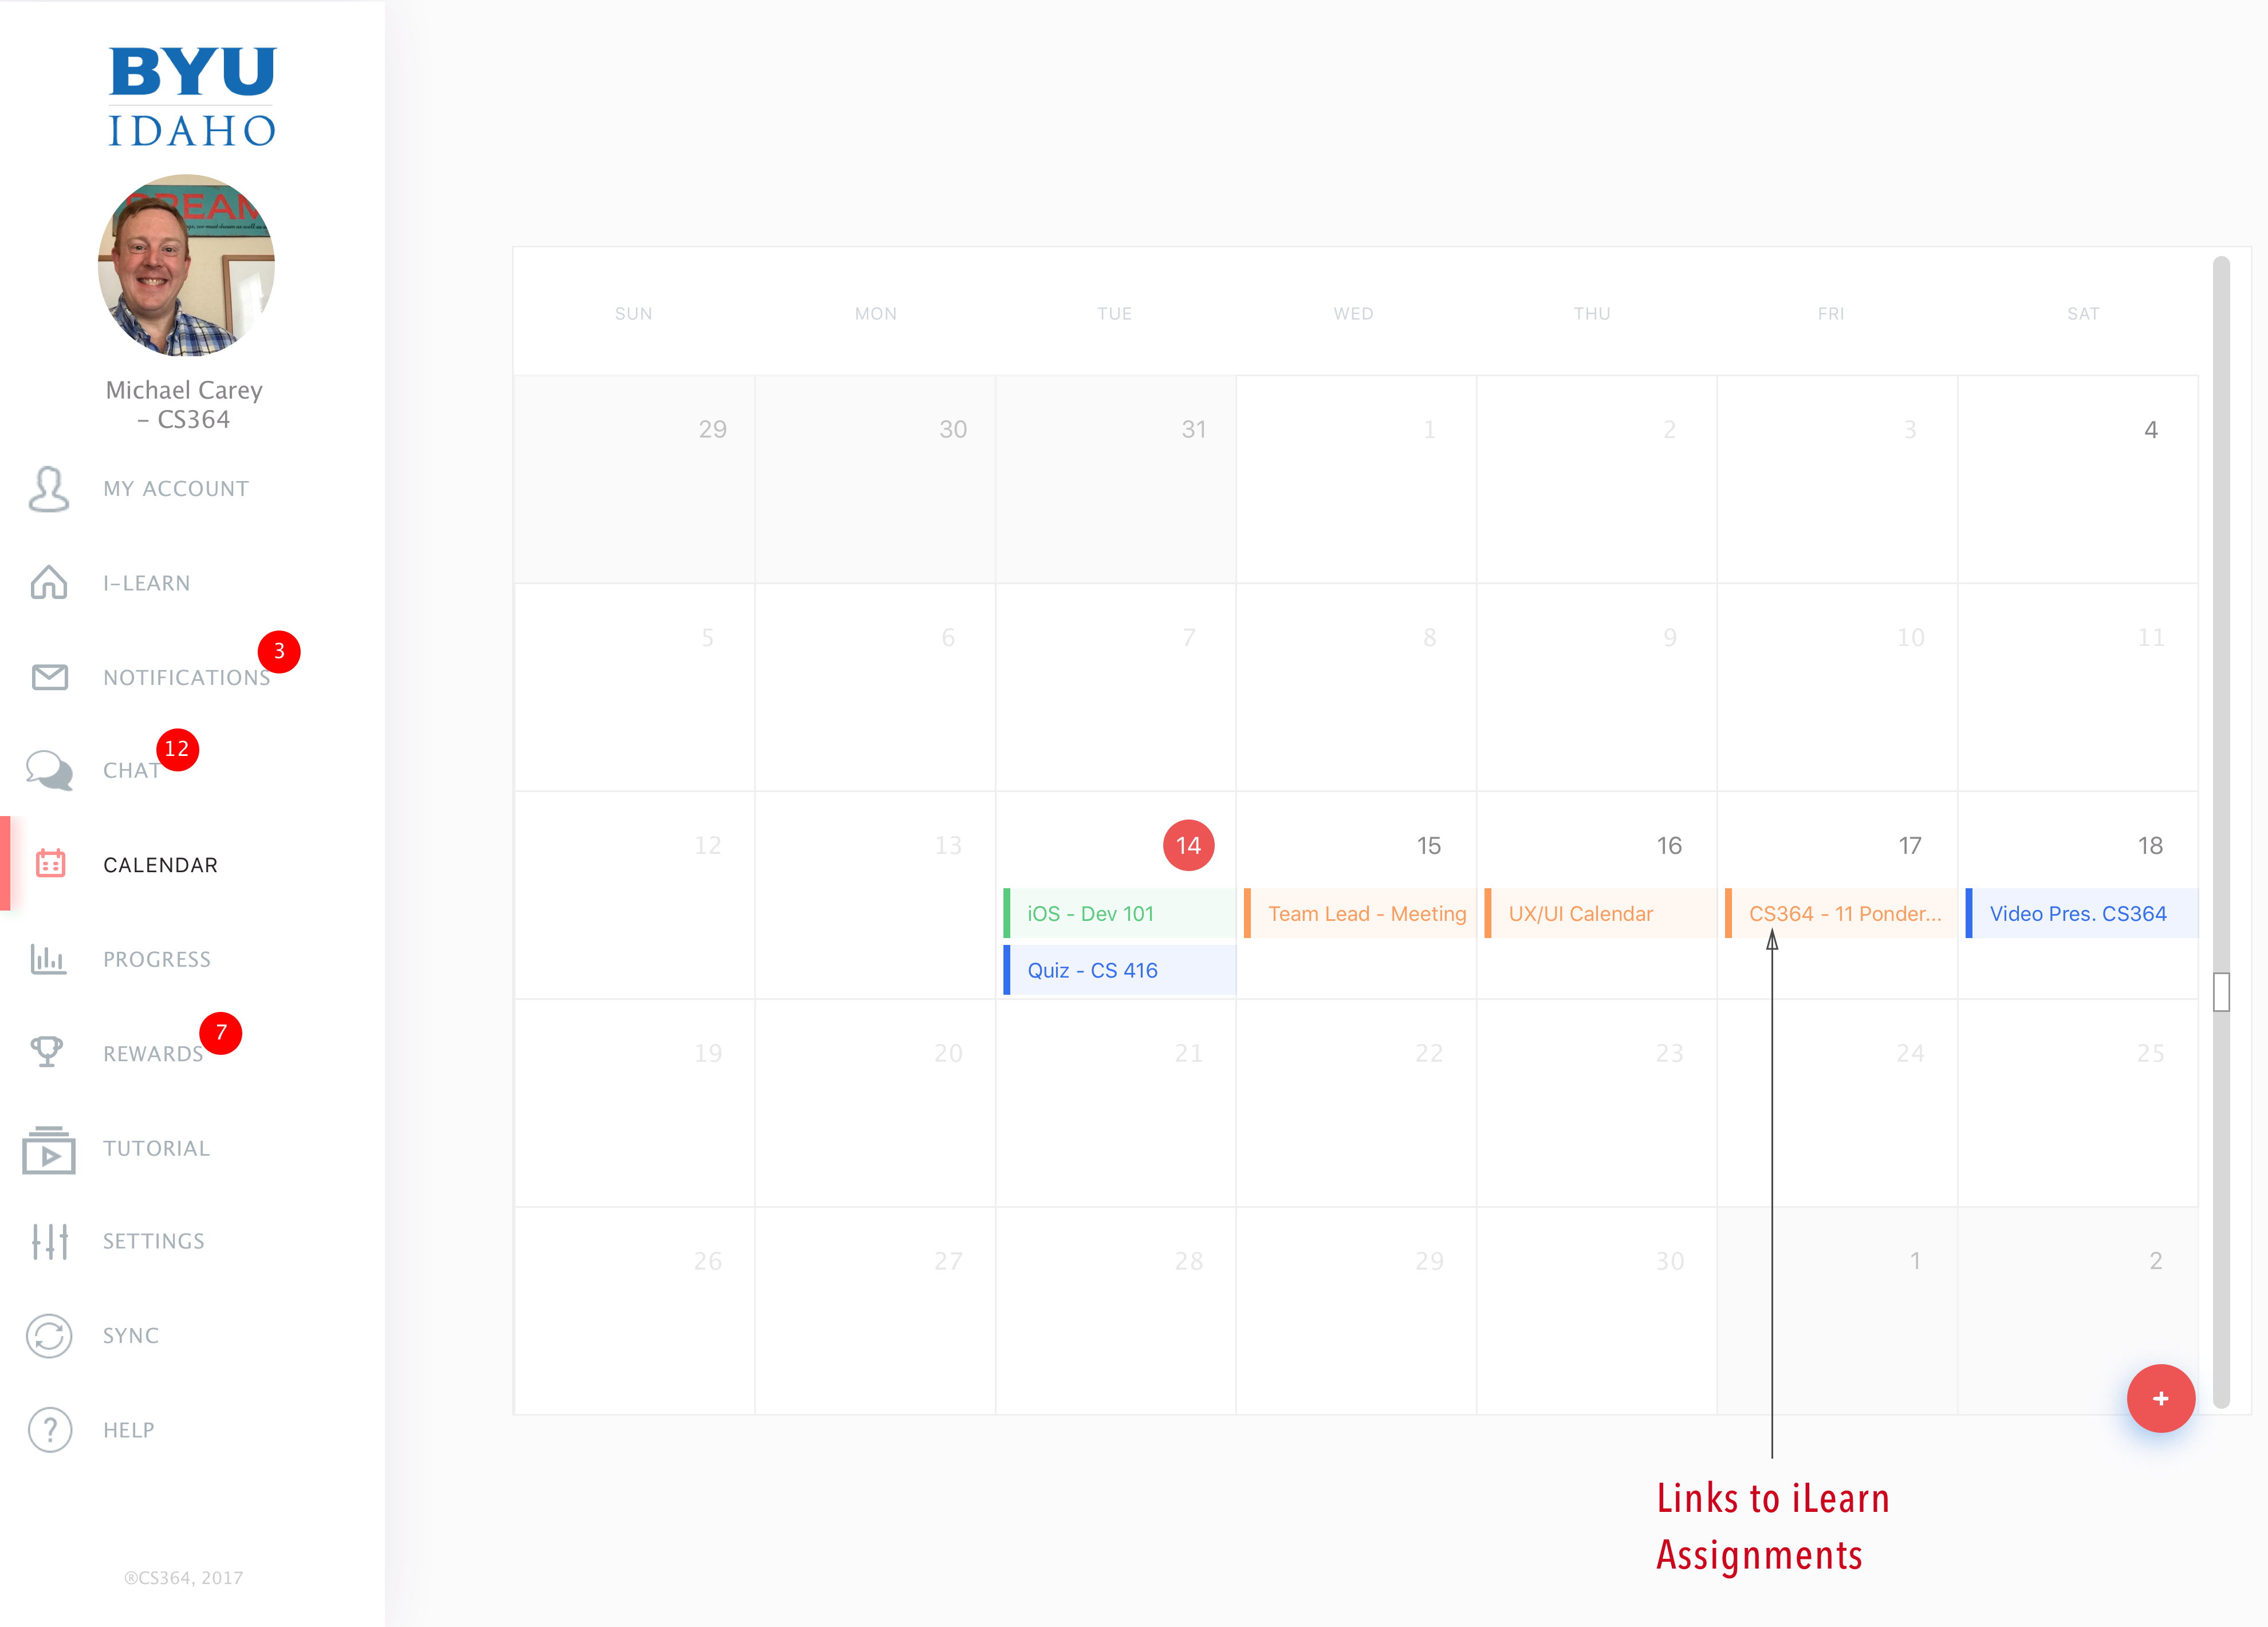 BYU
IDAHO
DREAM
Michael Carey
– CS364
MY ACCOUNT
I–LEARN
NOTIFICATIONS
3
CHAT
12
CALENDAR
PROGRESS
REWARDS
7
TUTORIAL
SETTINGS
SYNC
HELP
®CS364, 2017
SUN MON TUE WED THU FRI SAT
29 30 31 1 2 3 4
5 6 7 8 9 10 11
12 13 14 15 16 17 18
iOS - Dev 101 Team Lead - Meeting UX/UI Calendar CS364 - 11 Ponder... Video Pres. CS364
Quiz - CS 416
19 20 21 22 23 24 25
26 27 28 29 30 1 2
+
Links to iLearn
Assignments